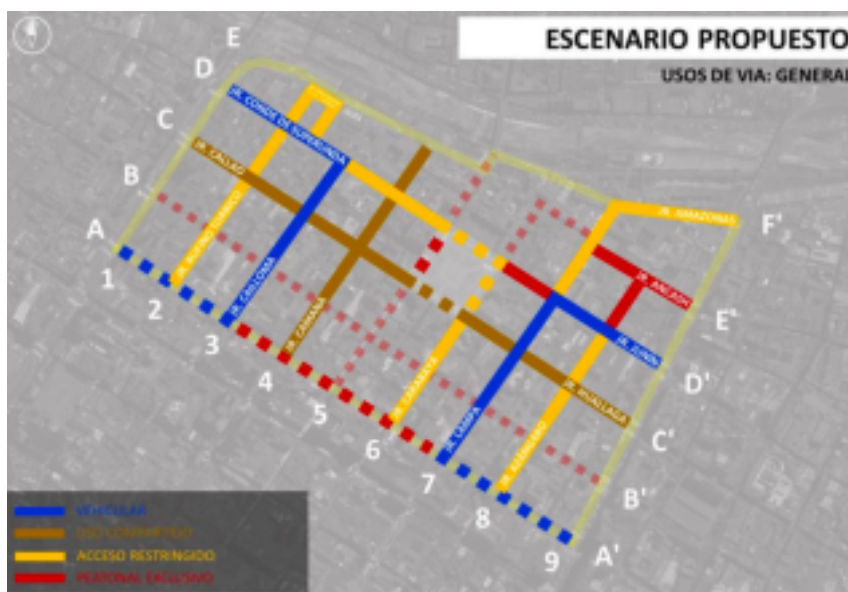 ESCENARIO PROPUESTO
USOS DE VIA: GENERAL
E
D
C
B
A
1
2
3
4
5
6
7
8
9
F'
E'
D'
C'
B'
A'
JR. CONDE DE SUPERUNDA
JR. CALLAO
JR. RUFINO TORRICO
JR. CAYLLOMA
JR. CAMANA
JR. CARABAYA
JR. LAMPA
JR. AZANGARO
JR. AMAZONAS
JR. ANCASH
JR. JUNIN
JR. HUALLAGA
VEHICULAR
USO COMPARTIDO
ACCESO RESTRINGIDO
PEATONAL EXCLUSIVO